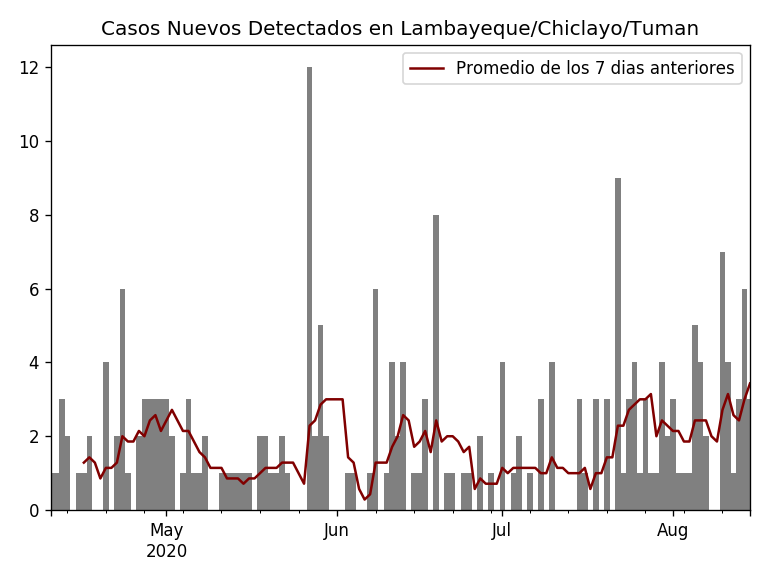 Casos Nuevos Detectados en Lambayeque/Chiclayo/Tuman
Promedio de los 7 dias anteriores
12
10
8
6
4
2
0
May
2020
Jun
Jul
Aug